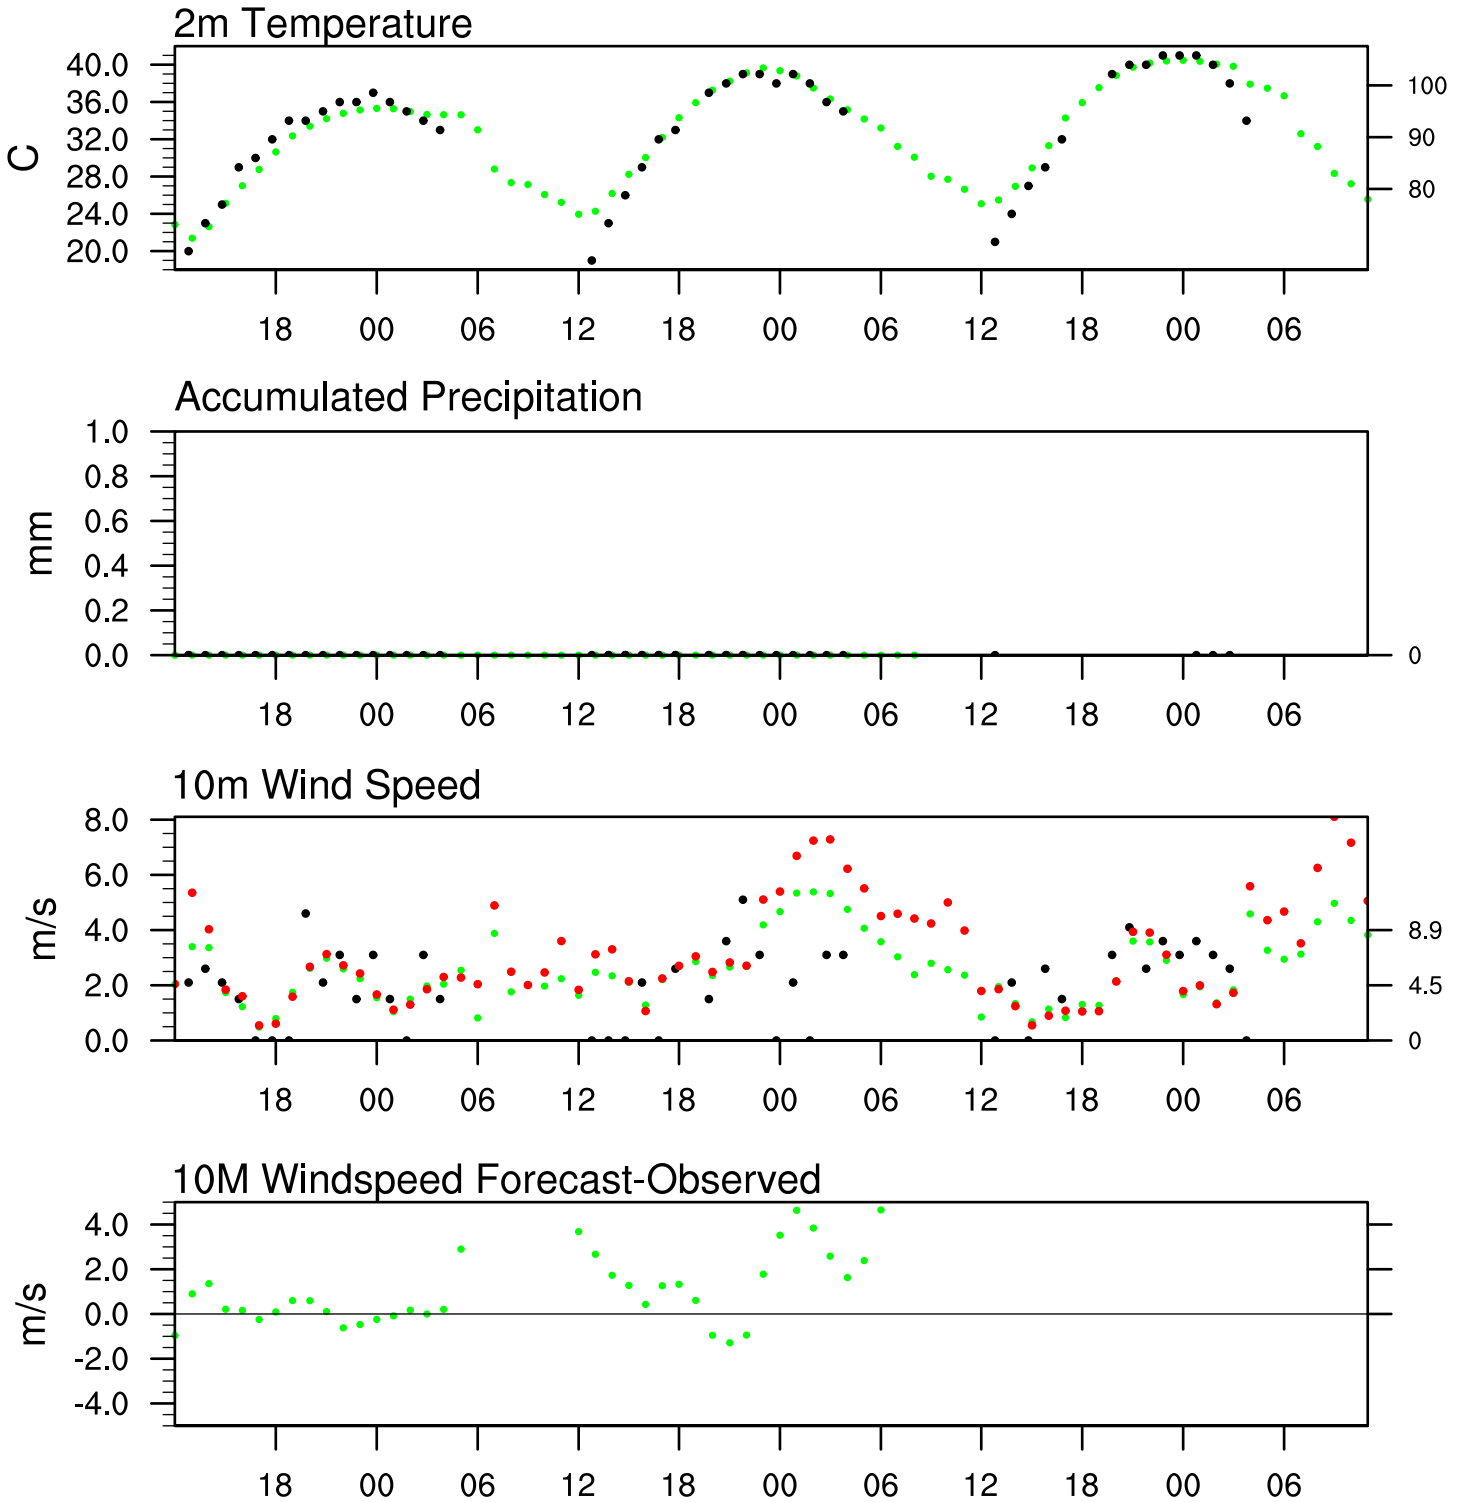 2m Temperature
40.0
36.0
32.0
28.0
24.0
20.0
C
100
90
80
18 00 06 12 18 00 06 12 18 00 06
Accumulated Precipitation
1.0
0.8
0.6
0.4
0.2
0.0
mm
0
18 00 06 12 18 00 06 12 18 00 06
10m Wind Speed
8.0
6.0
4.0
2.0
0.0
m/s
8.9
4.5
0
18 00 06 12 18 00 06 12 18 00 06
10M Windspeed Forecast-Observed
4.0
2.0
0.0
-2.0
-4.0
m/s
18 00 06 12 18 00 06 12 18 00 06